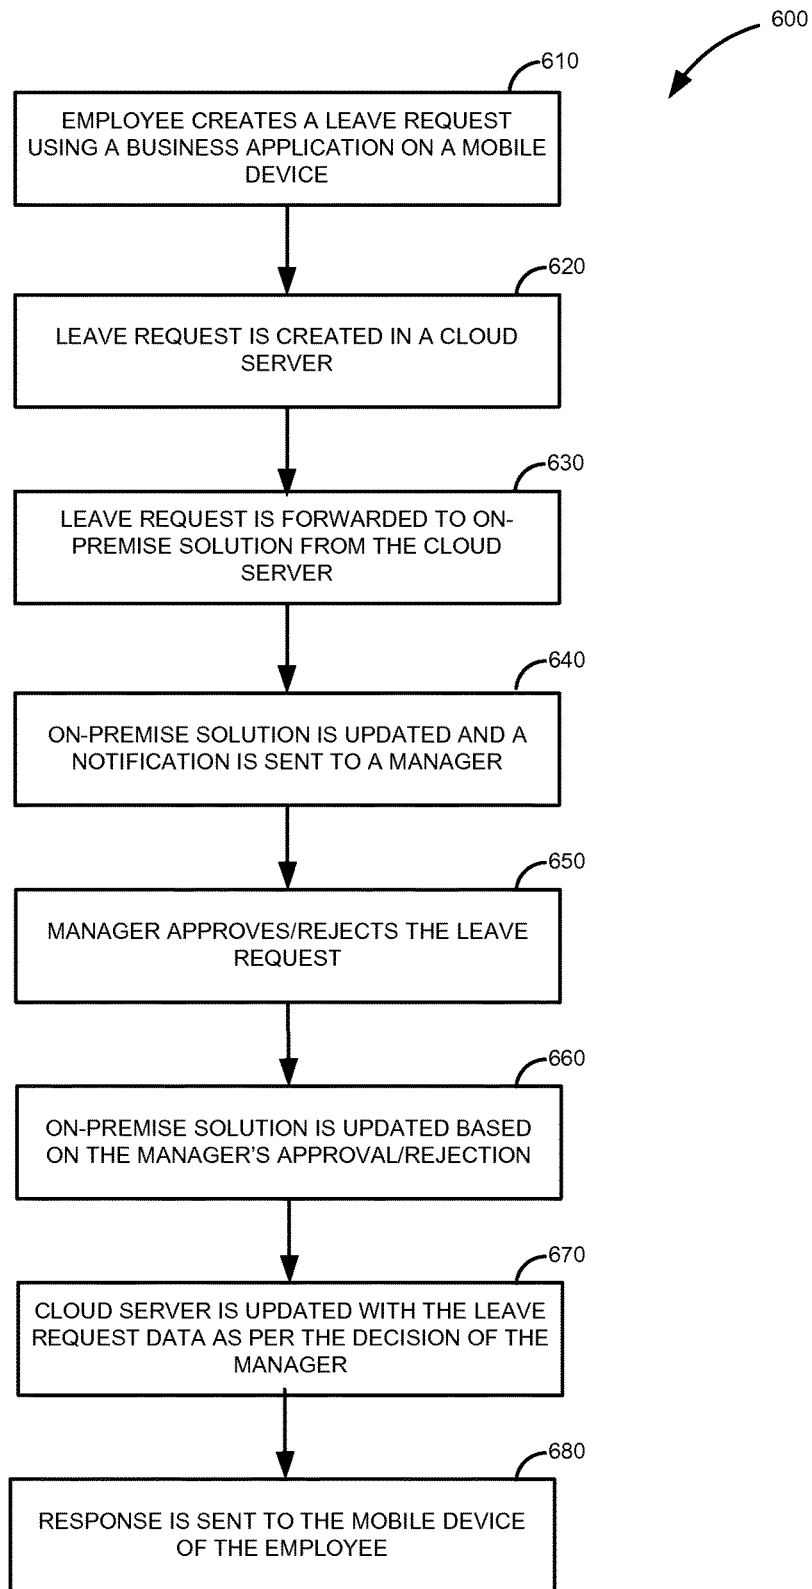 600
610
EMPLOYEE CREATES A LEAVE REQUEST
USING A BUSINESS APPLICATION ON A MOBILE
DEVICE
620
LEAVE REQUEST IS CREATED IN A CLOUD
SERVER
630
LEAVE REQUEST IS FORWARDED TO ON-
PREMISE SOLUTION FROM THE CLOUD
SERVER
640
ON-PREMISE SOLUTION IS UPDATED AND A
NOTIFICATION IS SENT TO A MANAGER
650
MANAGER APPROVES/REJECTS THE LEAVE
REQUEST
660
ON-PREMISE SOLUTION IS UPDATED BASED
ON THE MANAGER'S APPROVAL/REJECTION
670
CLOUD SERVER IS UPDATED WITH THE LEAVE
REQUEST DATA AS PER THE DECISION OF THE
MANAGER
680
RESPONSE IS SENT TO THE MOBILE DEVICE
OF THE EMPLOYEE